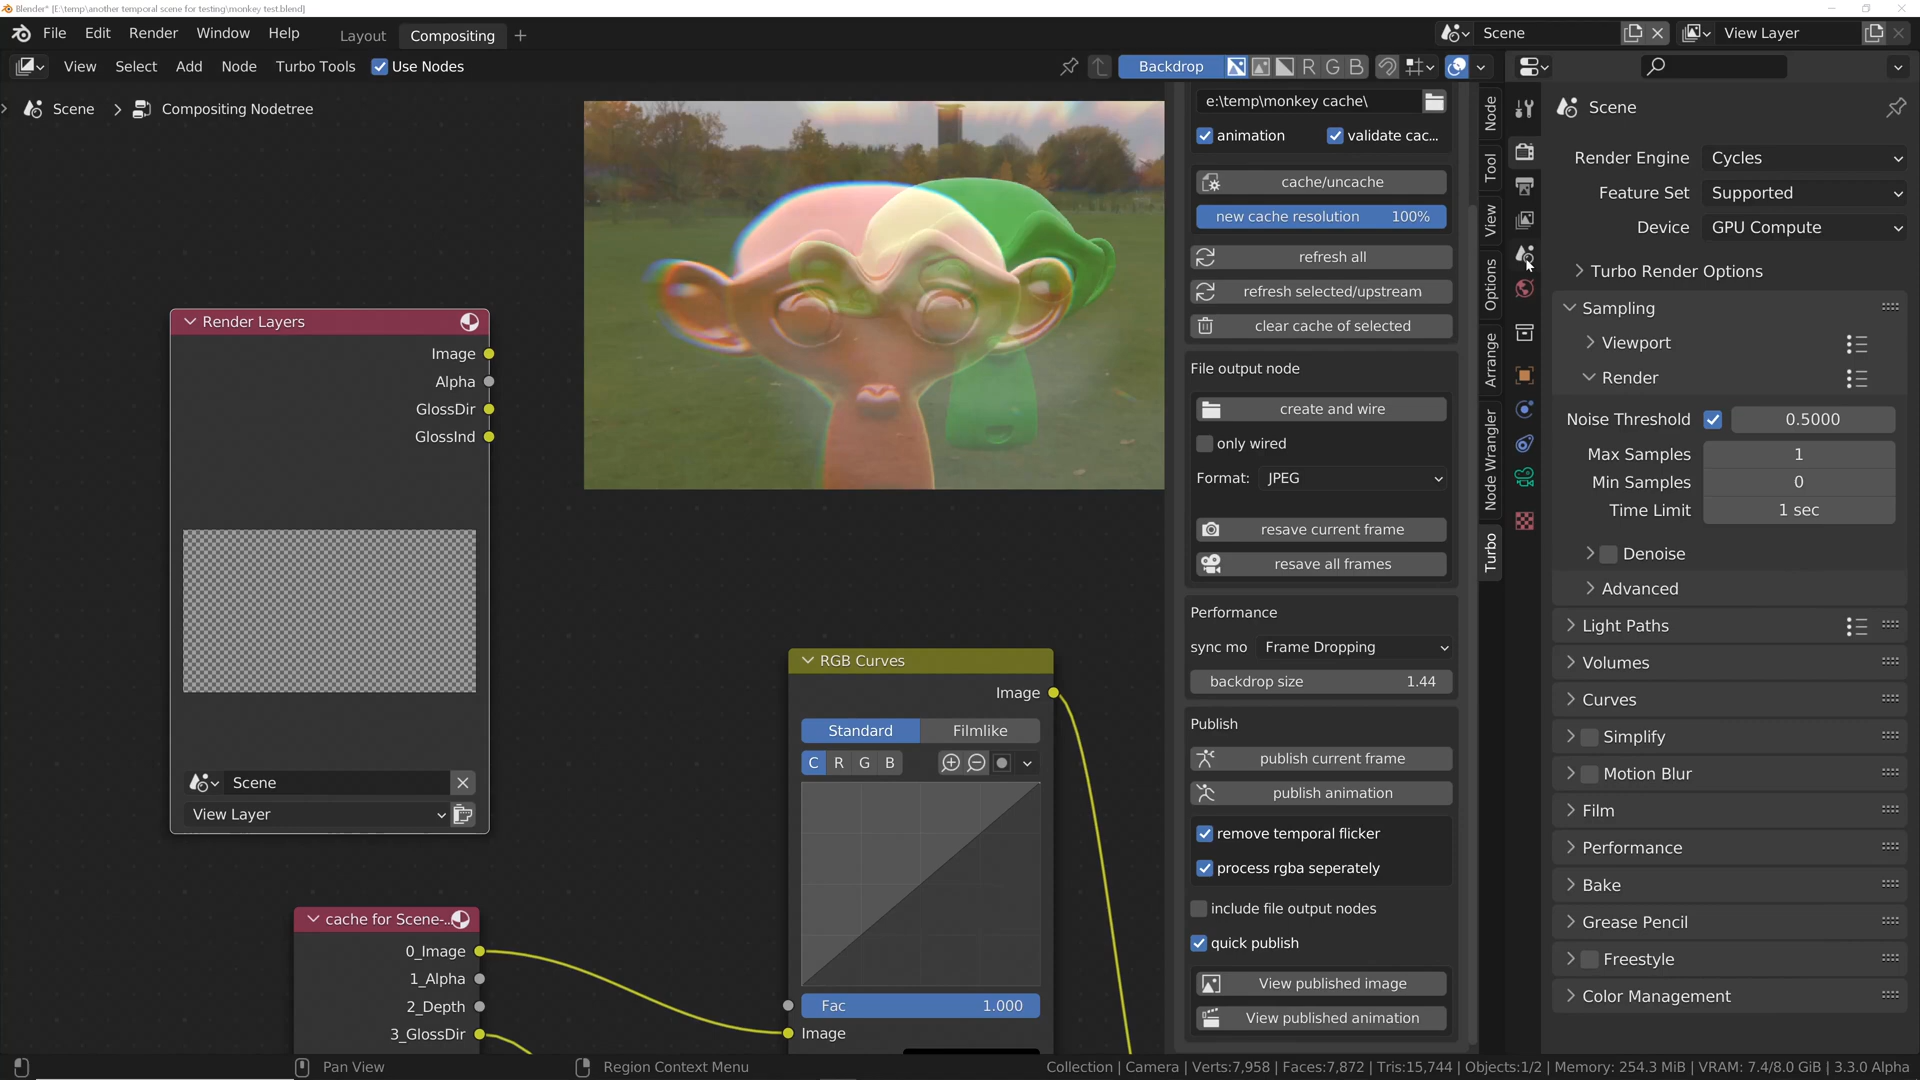 Blender* [E:\temp\another temporal scene for testing\monkey test.blend]
File Edit Render Window Help Layout Compositing + Scene View Layer
View Select Add Node Turbo Tools Use Nodes Backdrop R G B
Scene > Compositing Nodetree
e:\temp\monkey cache\
animation validate cac...
cache/uncache
new cache resolution 100%
refresh all
refresh selected/upstream
clear cache of selected
File output node
create and wire
only wired
Format: JPEG
resave current frame
resave all frames
Performance
sync mo Frame Dropping
backdrop size 1.44
Publish
publish current frame
publish animation
remove temporal flicker
process rgba seperately
include file output nodes
quick publish
View published image
View published animation
Node
Tool
View
Options
Arrange
Node Wrangler
Turbo
Scene
Render Engine Cycles
Feature Set Supported
Device GPU Compute
Turbo Render Options
Sampling
Viewport
Render
Noise Threshold 0.5000
Max Samples 1
Min Samples 0
Time Limit 1 sec
Denoise
Advanced
Light Paths
Volumes
Curves
Simplify
Motion Blur
Film
Performance
Bake
Grease Pencil
Freestyle
Color Management
Render Layers
Image
Alpha
GlossDir
GlossInd
Scene
View Layer
cache for Scene-..
0_Image
1_Alpha
2_Depth
3_GlossDir
RGB Curves
Image
Standard Filmlike
C R G B
Fac 1.000
Image
Pan View Region Context Menu Collection | Camera | Verts:7,958 | Faces:7,872 | Tris:15,744 | Objects:1/2 | Memory: 254.3 MiB | VRAM: 7.4/8.0 GiB | 3.3.0 Alpha